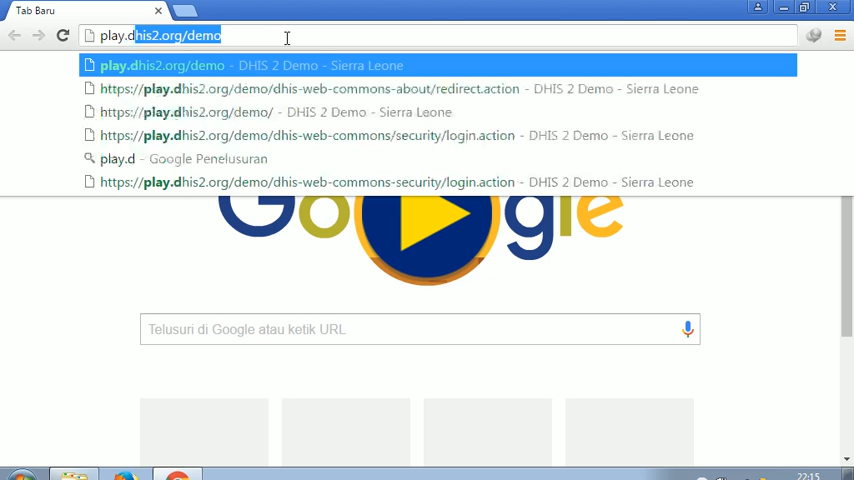 Tab Baru
play.dhis2.org/demo
play.dhis2.org/demo - DHIS 2 Demo - Sierra Leone
https://play.dhis2.org/demo/dhis-web-commons-about/redirect.action - DHIS 2 Demo - Sierra Leone
https://play.dhis2.org/demo/ - DHIS 2 Demo - Sierra Leone
https://play.dhis2.org/demo/dhis-web-commons/security/login.action - DHIS 2 Demo - Sierra Leone
play.d - Google Penelusuran
https://play.dhis2.org/demo/dhis-web-commons-security/login.action - DHIS 2 Demo - Sierra Leone
Google
Telusuri di Google atau ketik URL
22:15